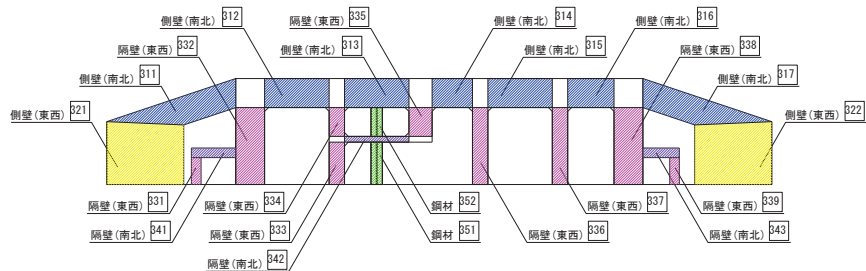 側壁(南北) 312
隔壁(東西) 335
側壁(南北) 314
側壁(南北) 316
隔壁(東西) 332
側壁(南北) 313
側壁(南北) 315
隔壁(東西) 338
側壁(南北) 311
側壁(南北) 317
側壁(東西) 321
側壁(東西) 322
隔壁(東西) 331
隔壁(東西) 334
鋼材 352
隔壁(東西) 337
隔壁(東西) 339
隔壁(南北) 341
隔壁(東西) 333
鋼材 351
隔壁(東西) 336
隔壁(南北) 343
隔壁(南北) 342